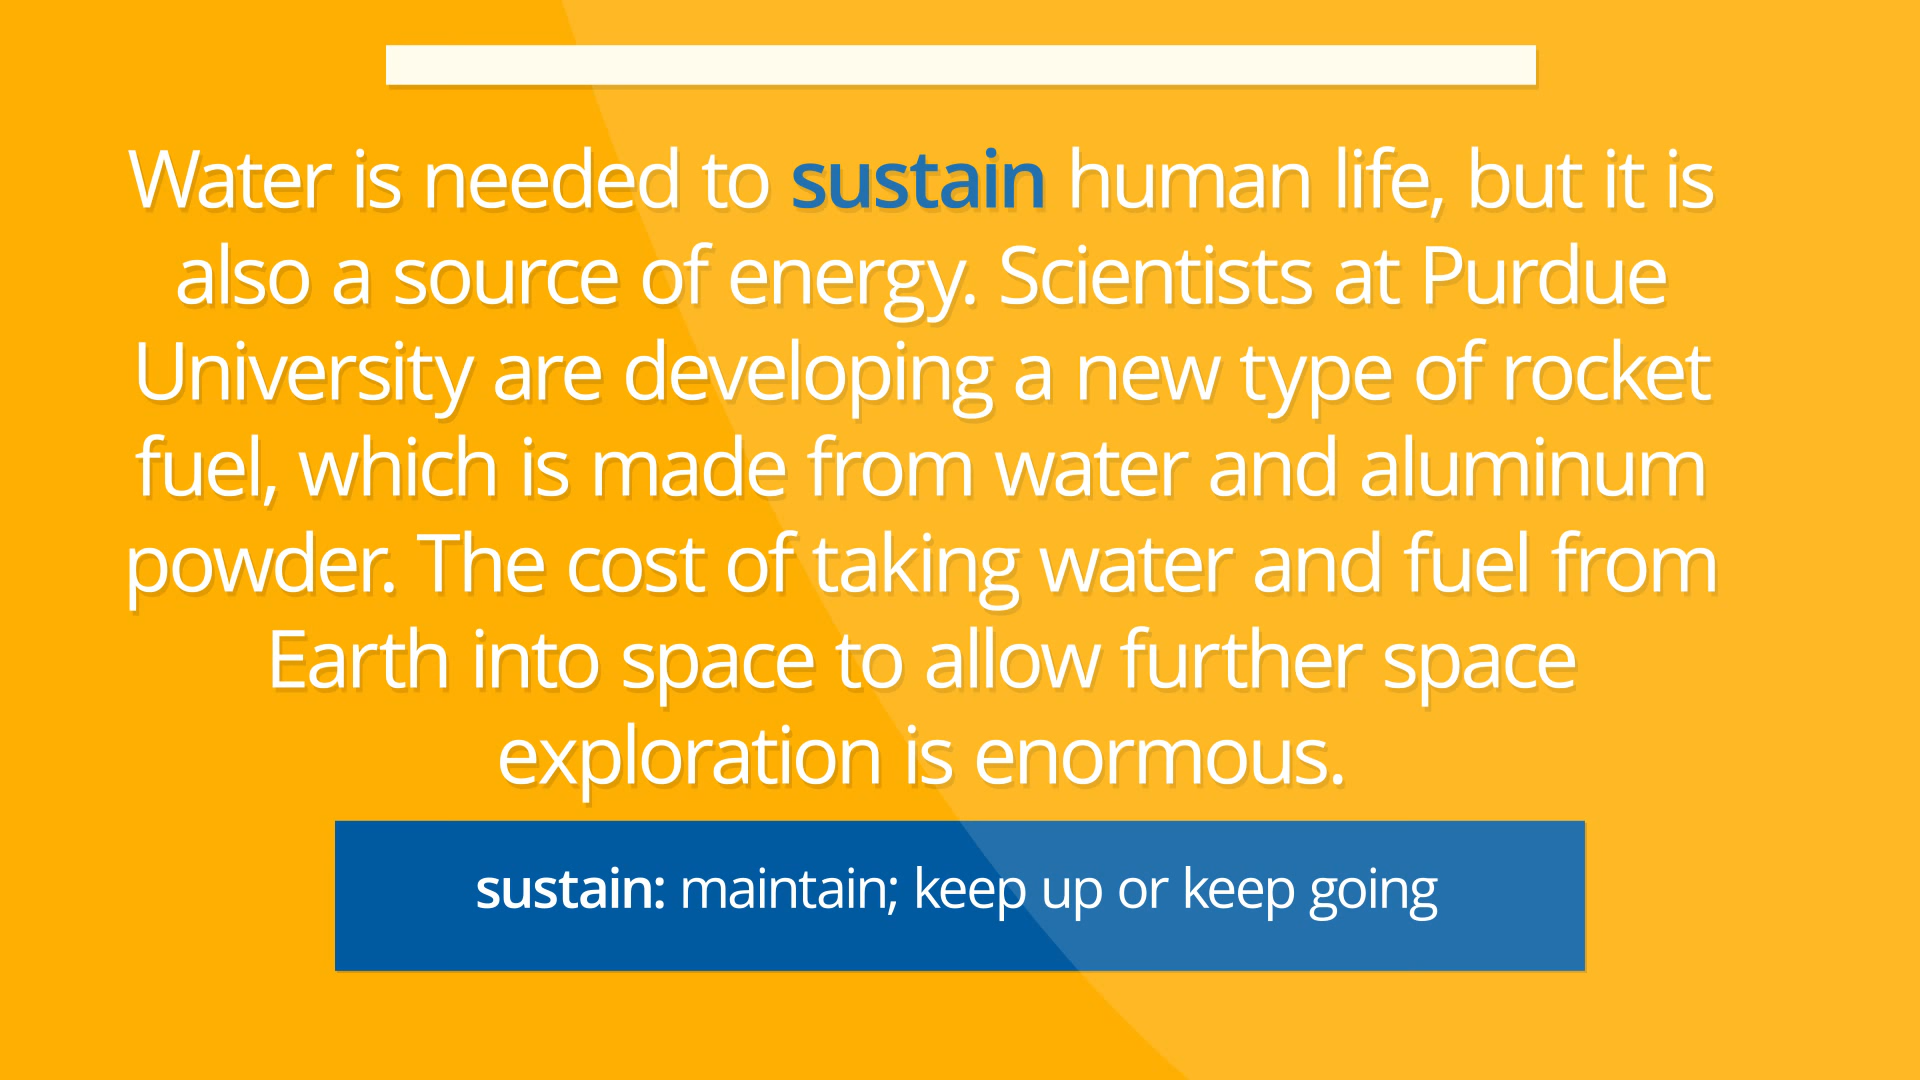 Water is needed to sustain human life, but it is
also a source of energy. Scientists at Purdue
University are developing a new type of rocket
fuel, which is made from water and aluminum
powder. The cost of taking water and fuel from
Earth into space to allow further space
exploration is enormous.
sustain: maintain; keep up or keep going